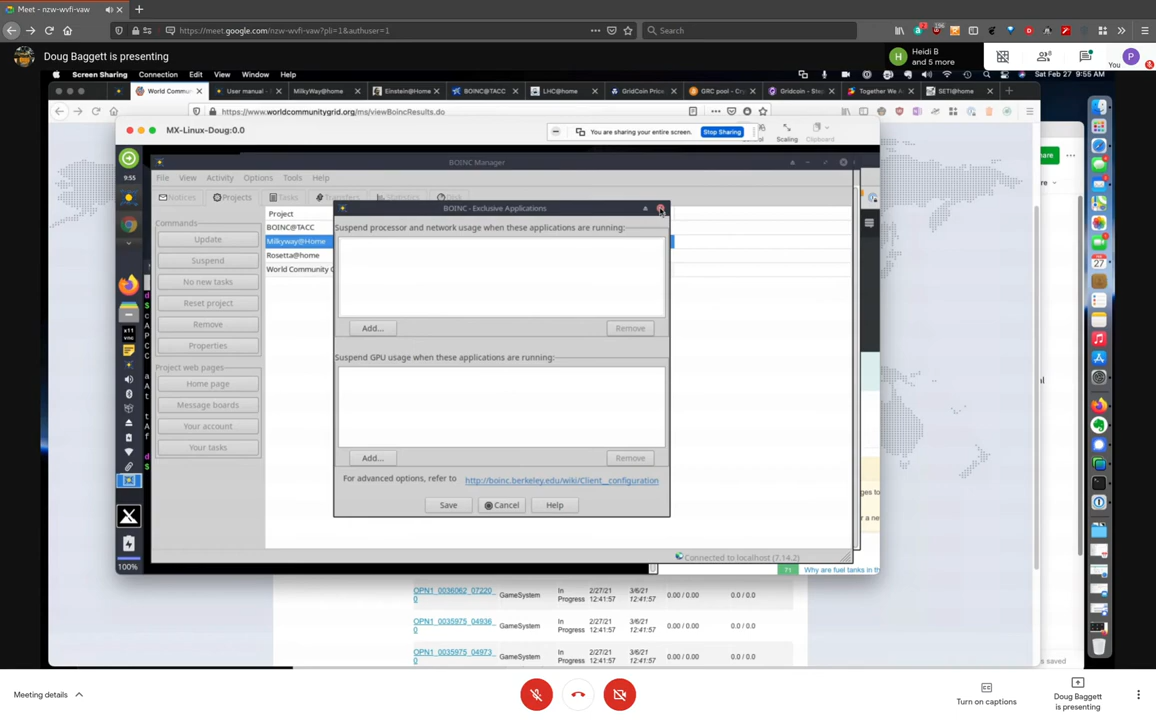 Meet - nzw-wvfi-vaw
https://meet.google.com/nzw-wvfi-vaw?pli=1&authuser=1
Search
Doug Baggett is presenting
H
Heidi B
and 5 more
You
P
Screen Sharing Connection Edit View Window Help
Sat Feb 27 9:55 AM
World Commun
User manual -
MilkyWay@Home
Einstein@Home
BOINC@TACC
LHC@home
GridCoin Price
GRC pool - Cry
Gridcoin - Step
Together We A
SETI@home
https://www.worldcommunitygrid.org/ms/viewBoincResults.do
MX-Linux-Doug:0.0
You are sharing your entire screen.
Stop Sharing
Scaling
Clipboard
9:55
BOINC Manager
File View Activity Options Tools Help
Notices
Projects
Tasks
Transfers
Statistics
Commands
Update
Suspend
No new tasks
Reset project
Remove
Properties
Project web pages
Home page
Message boards
Your account
Your tasks
Project
BOINC@TACC
Milkyway@Home
Rosetta@home
World Community
BOINC - Exclusive Applications
Suspend processor and network usage when these applications are running:
Add...
Remove
Suspend GPU usage when these applications are running:
Add...
Remove
For advanced options, refer to http://boinc.berkeley.edu/wiki/Client_configuration
Save
Cancel
Help
Connected to localhost (7.14.2)
100%
71
Why are fuel tanks in th
OPN1_0036062_07220_0
GameSystem
In Progress
2/27/21 12:41:57
3/6/21 12:41:57
0.00 / 0.00
0.0 / 0.0
OPN1_0035975_04936_0
GameSystem
In Progress
2/27/21 12:41:57
3/6/21 12:41:57
0.00 / 0.00
0.0 / 0.0
OPN1_0035975_04973_0
GameSystem
In Progress
2/27/21 12:41:57
3/6/21 12:41:57
0.00 / 0.00
0.0 / 0.0
s saved
Meeting details
Turn on captions
Doug Baggett
is presenting